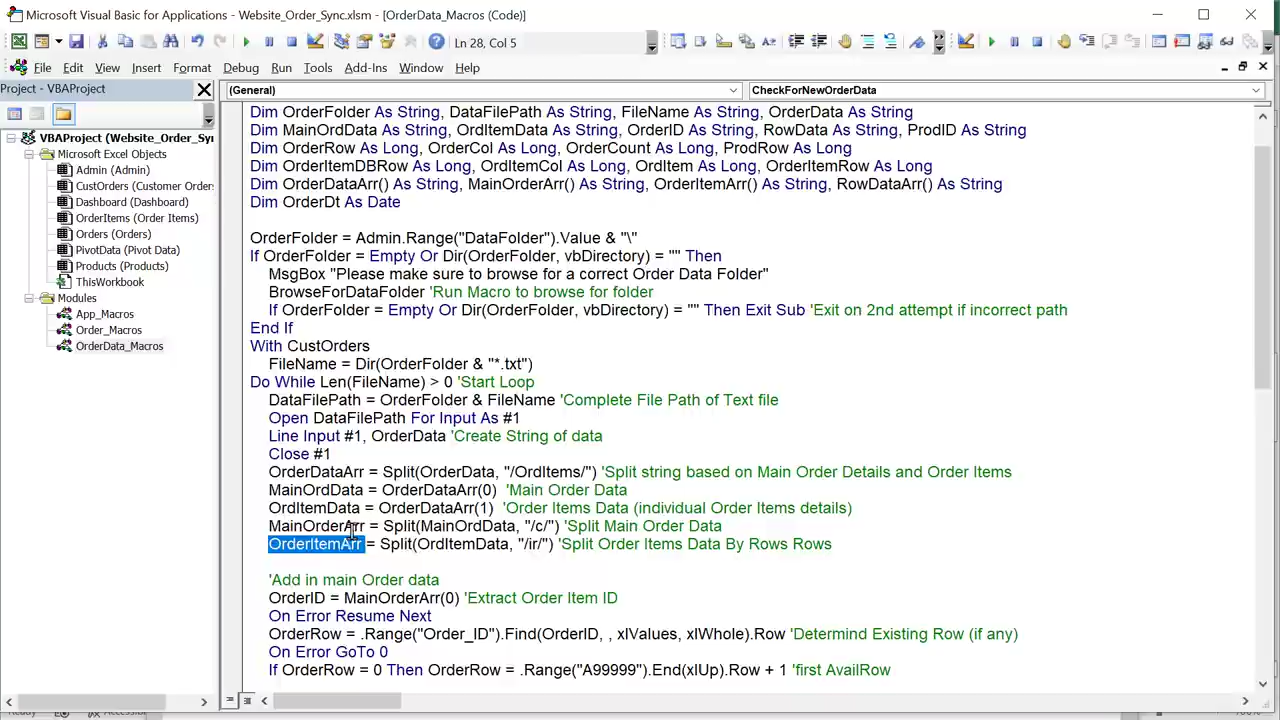 Microsoft Visual Basic for Applications - Website_Order_Sync.xlsm - [OrderData_Macros (Code)]
Ln 28, Col 5
File Edit View Insert Format Debug Run Tools Add-Ins Window Help
Project - VBAProject
(General)
CheckForNewOrderData
VBAProject (Website_Order_Sy
Microsoft Excel Objects
Admin (Admin)
CustOrders (Customer Orders
Dashboard (Dashboard)
OrderItems (Order Items)
Orders (Orders)
PivotData (Pivot Data)
Products (Products)
ThisWorkbook
Modules
App_Macros
Order_Macros
OrderData_Macros
Dim OrderFolder As String, DataFilePath As String, FileName As String, OrderData As String
Dim MainOrdData As String, OrdItemData As String, OrderID As String, RowData As String, ProdID As String
Dim OrderRow As Long, OrderCol As Long, OrderCount As Long, ProdRow As Long
Dim OrderItemDBRow As Long, OrdItemCol As Long, OrdItem As Long, OrderItemRow As Long
Dim OrderDataArr() As String, MainOrderArr() As String, OrderItemArr() As String, RowDataArr() As String
Dim OrderDt As Date
OrderFolder = Admin.Range("DataFolder").Value & "\"
If OrderFolder = Empty Or Dir(OrderFolder, vbDirectory) = "" Then
MsgBox "Please make sure to browse for a correct Order Data Folder"
BrowseForDataFolder 'Run Macro to browse for folder
If OrderFolder = Empty Or Dir(OrderFolder, vbDirectory) = "" Then Exit Sub 'Exit on 2nd attempt if incorrect path
End If
With CustOrders
FileName = Dir(OrderFolder & "*.txt")
Do While Len(FileName) > 0 'Start Loop
DataFilePath = OrderFolder & FileName 'Complete File Path of Text file
Open DataFilePath For Input As #1
Line Input #1, OrderData 'Create String of data
Close #1
OrderDataArr = Split(OrderData, "/OrdItems/") 'Split string based on Main Order Details and Order Items
MainOrdData = OrderDataArr(0) 'Main Order Data
OrdItemData = OrderDataArr(1) 'Order Items Data (individual Order Items details)
MainOrderArr = Split(MainOrdData, "/c/") 'Split Main Order Data
OrderItemArr = Split(OrdItemData, "/ir/") 'Split Order Items Data By Rows Rows
'Add in main Order data
OrderID = MainOrderArr(0) 'Extract Order Item ID
On Error Resume Next
OrderRow = .Range("Order_ID").Find(OrderID, , xlValues, xlWhole).Row 'Determind Existing Row (if any)
On Error GoTo 0
If OrderRow = 0 Then OrderRow = .Range("A99999").End(xlUp).Row + 1 'first AvailRow